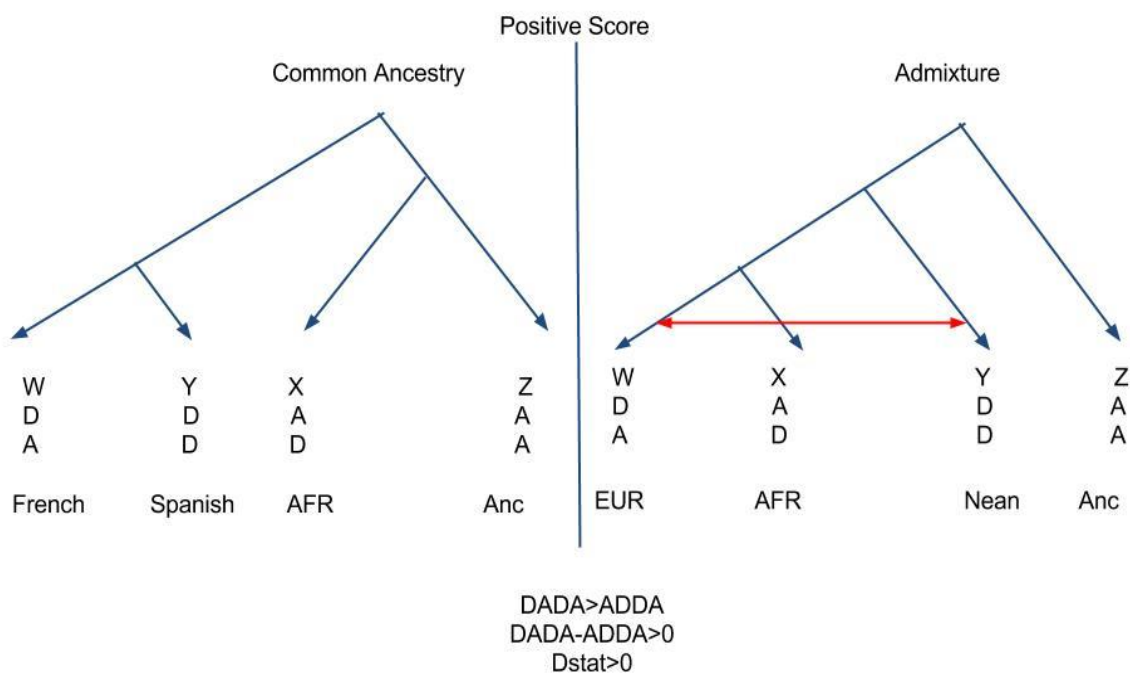 Positive Score
Common Ancestry
W Y X Z
D D A A
A D D A
French Spanish AFR Anc
Admixture
W X Y Z
D A D A
A D D A
EUR AFR Nean Anc
DADA>ADDA
DADA-ADDA>0
Dstat>0